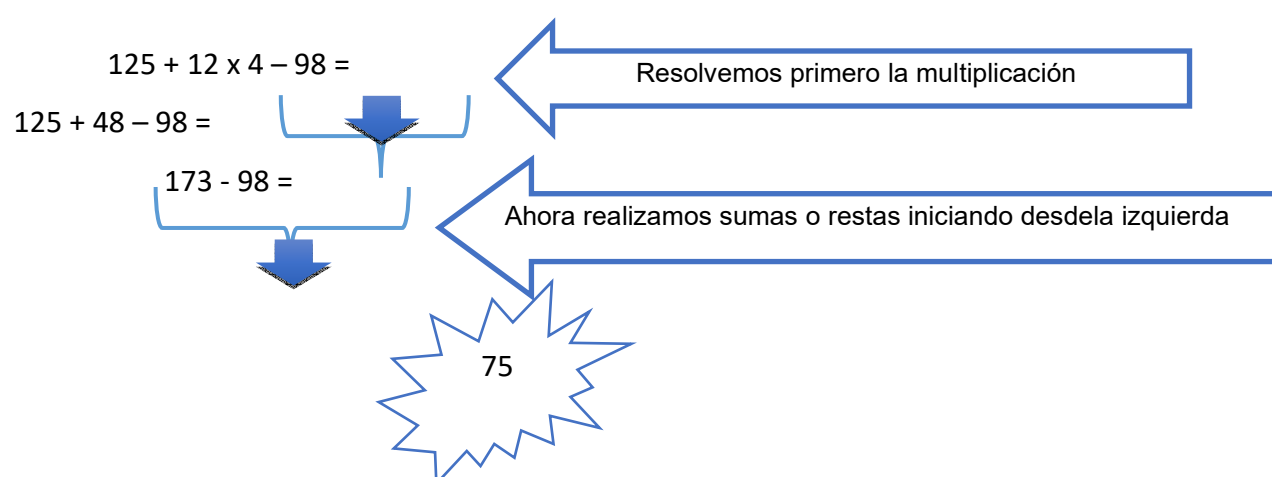 125 + 12 x 4 – 98 =
Resolvemos primero la multiplicación
125 + 48 – 98 =
173 - 98 =
Ahora realizamos sumas o restas iniciando desdela izquierda
75